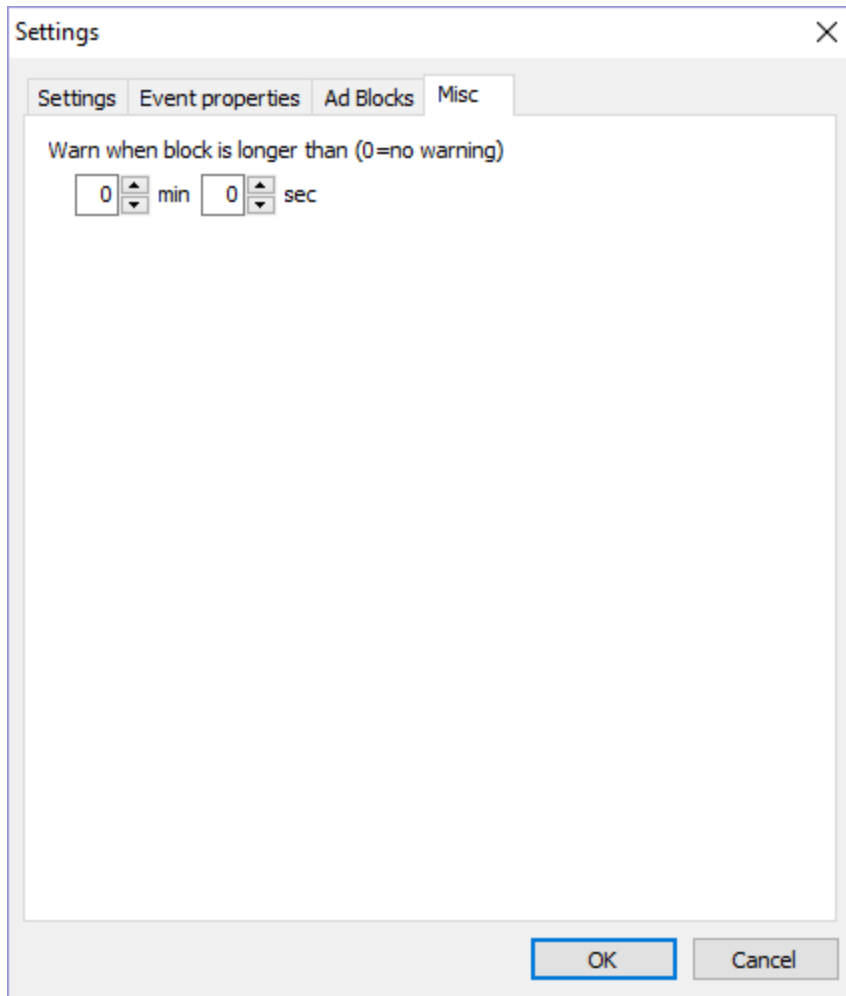 Settings
Settings Event properties Ad Blocks Misc
Warn when block is longer than (0=no warning)
0 min 0 sec
OK Cancel